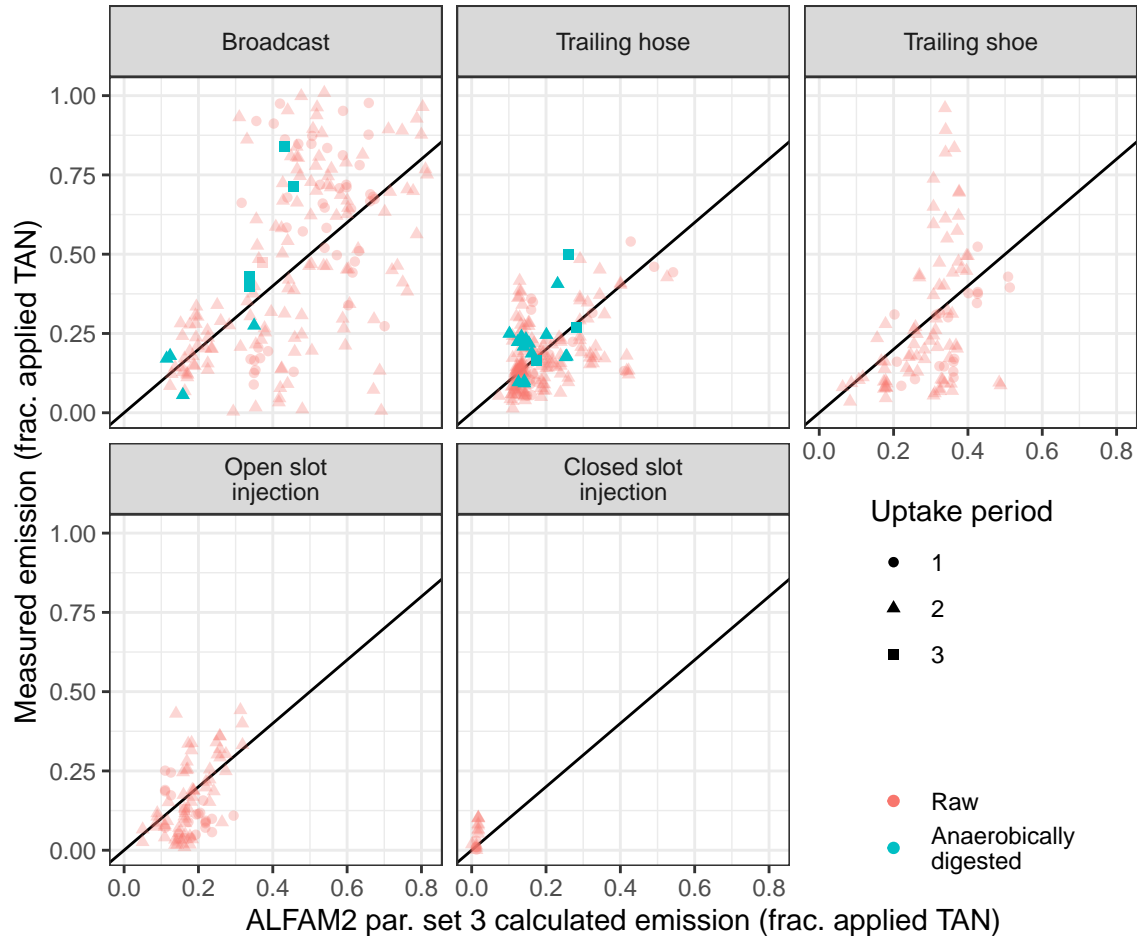 Broadcast
Trailing hose
Trailing shoe
1.00
0.75
0.50
0.25
0.00
0.0 0.2 0.4 0.6 0.8
Open slot
injection
Closed slot
injection
1.00
0.75
0.50
0.25
0.00
0.0 0.2 0.4 0.6 0.8
0.0 0.2 0.4 0.6 0.8
Measured emission (frac. applied TAN)
ALFAM2 par. set 3 calculated emission (frac. applied TAN)
Uptake period
1
2
3
Raw
Anaerobically
digested